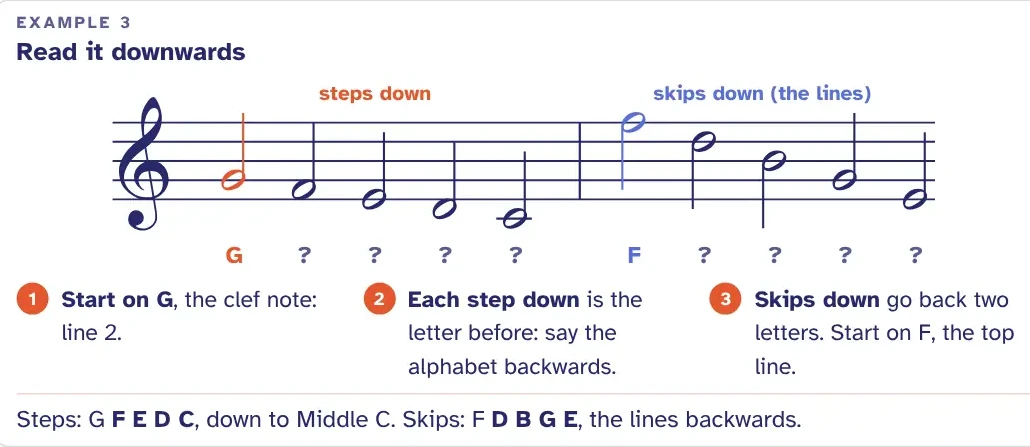 EXAMPLE 3
Read it downwards
steps down
skips down (the lines)
G ? ? ? ? F ? ? ? ?
1 Start on G, the clef note:
line 2.
2 Each step down is the
letter before: say the
alphabet backwards.
3 Skips down go back two
letters. Start on F, the top
line.
Steps: G F E D C, down to Middle C. Skips: F D B G E, the lines backwards.